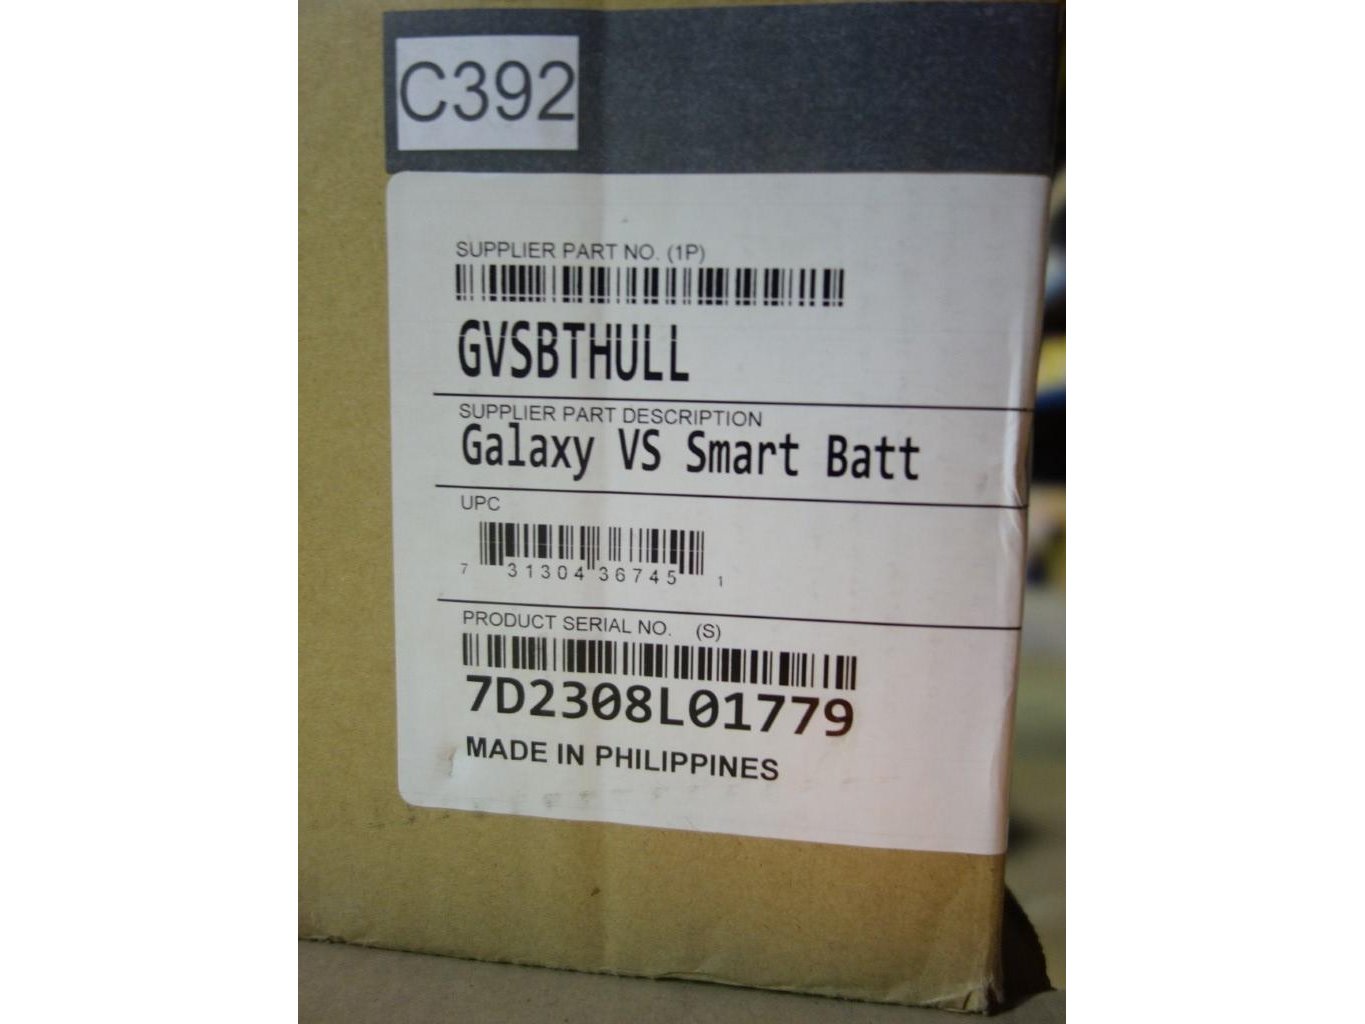 C392
SUPPLIER PART NO. (1P)
GVSBTHULL
SUPPLIER PART DESCRIPTION
Galaxy VS Smart Batt
UPC
7 31304 36745 1
PRODUCT SERIAL NO. (S)
7D2308L01779
MADE IN PHILIPPINES